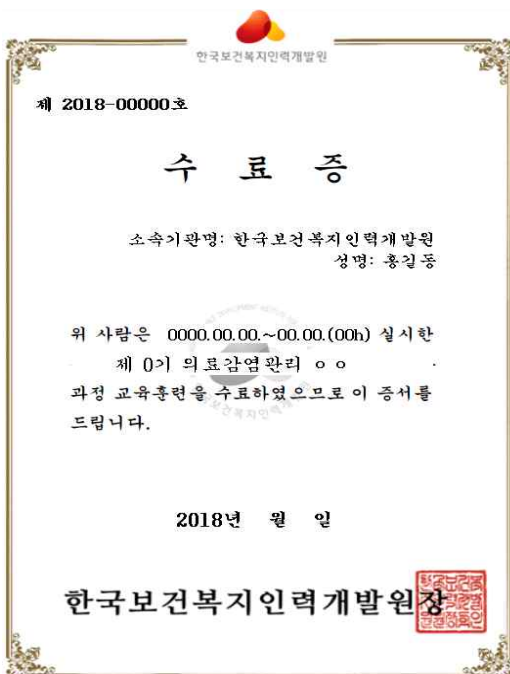 한국보건복지인력개발원
제 2018-00000호
수 료 증
소속기관명: 한국보건복지인력개발원
성명: 홍길동
위 사람은 0000.00.00.~00.00.(00h) 실시한
제 0기 의료감염관리 ㅇㅇ
과정 교육훈련을 수료하였으므로 이 증서를
드립니다.
2018년 월 일
한국보건복지인력개발원장